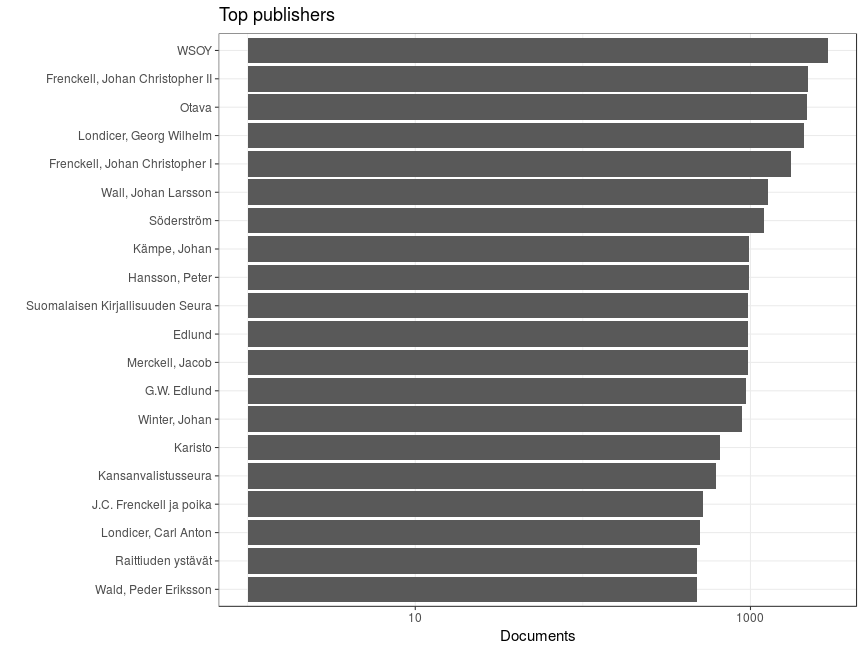 Top publishers
WSOY
Frenckell, Johan Christopher II
Otava
Londicer, Georg Wilhelm
Frenckell, Johan Christopher I
Wall, Johan Larsson
Söderström
Kämpe, Johan
Hansson, Peter
Suomalaisen Kirjallisuuden Seura
Edlund
Merckell, Jacob
G.W. Edlund
Winter, Johan
Karisto
Kansanvalistusseura
J.C. Frenckell ja poika
Londicer, Carl Anton
Raittiuden ystävät
Wald, Peder Eriksson
10 1000
Documents